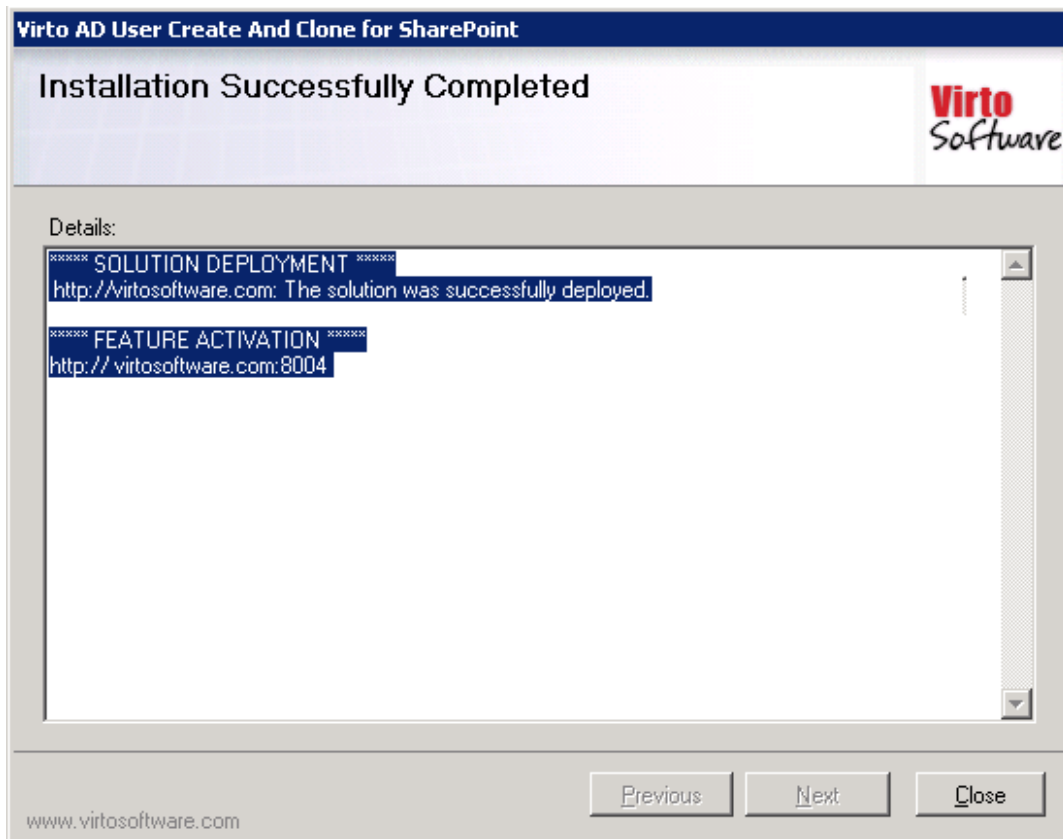 Virto AD User Create And Clone for SharePoint
Installation Successfully Completed
Virto
Software
Details:
***** SOLUTION DEPLOYMENT *****
http://virtosoftware.com: The solution was successfully deployed.
***** FEATURE ACTIVATION *****
http:// virtosoftware.com:8004
Previous
Next
Close
www.virtosoftware.com